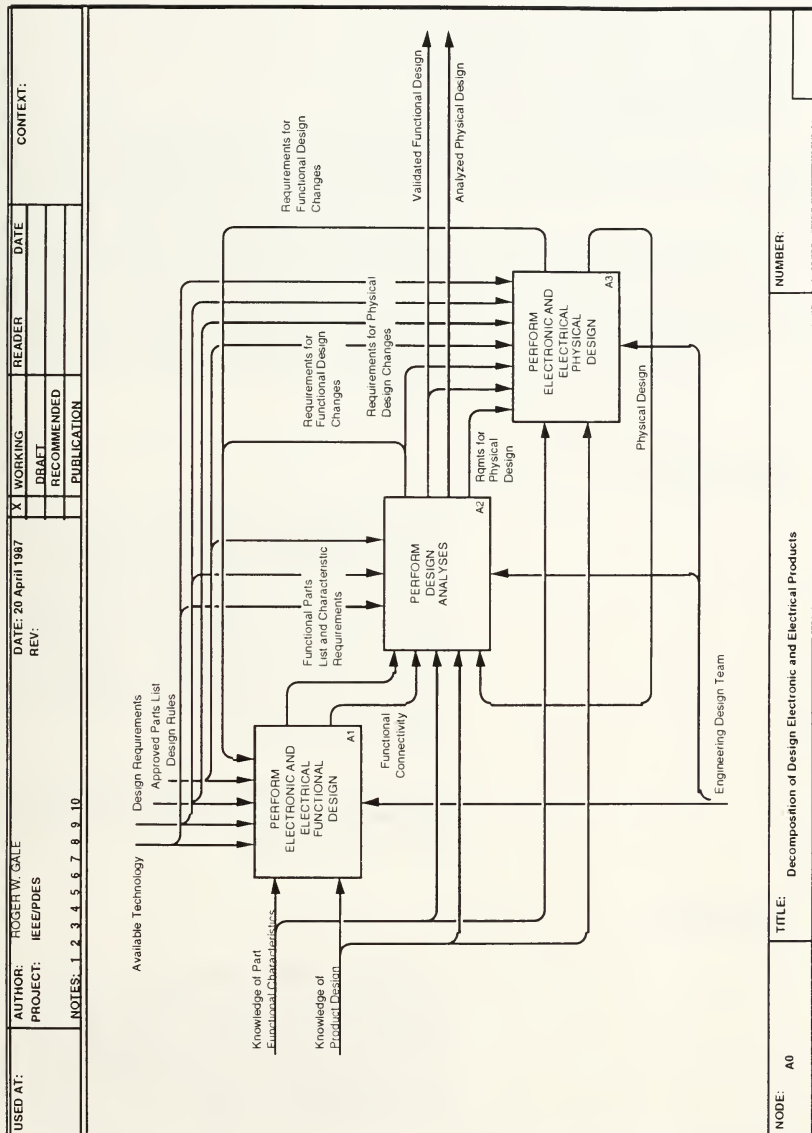 USED AT:
AUTHOR: ROGER W. GALE
PROJECT: IEEE/PDES
NOTES: 1 2 3 4 5 6 7 8 9 10
DATE: 20 April 1987
REV:
X WORKING
DRAFT
RECOMMENDED
PUBLICATION
READER
DATE
CONTEXT:
Available Technology
Design Requirements
Approved Parts List
Design Rules
Knowledge of Part
Functional Characteristics
Knowledge of
Product Design
PERFORM
ELECTRONIC AND
ELECTRICAL
FUNCTIONAL
DESIGN
A1
Functional Parts
List and Characteristic
Requirements
Functional
Connectivity
PERFORM
DESIGN
ANALYSES
A2
Requirements for
Functional Design
Changes
Requirements for Physical
Design Changes
Rqmts for
Physical
Design
PERFORM
ELECTRONIC AND
ELECTRICAL
PHYSICAL
DESIGN
A3
Requirements for
Functional Design
Changes
Validated Functional Design
Analyzed Physical Design
Physical Design
Engineering Design Team
NODE: A0
TITLE: Decomposition of Design Electronic and Electrical Products
NUMBER: